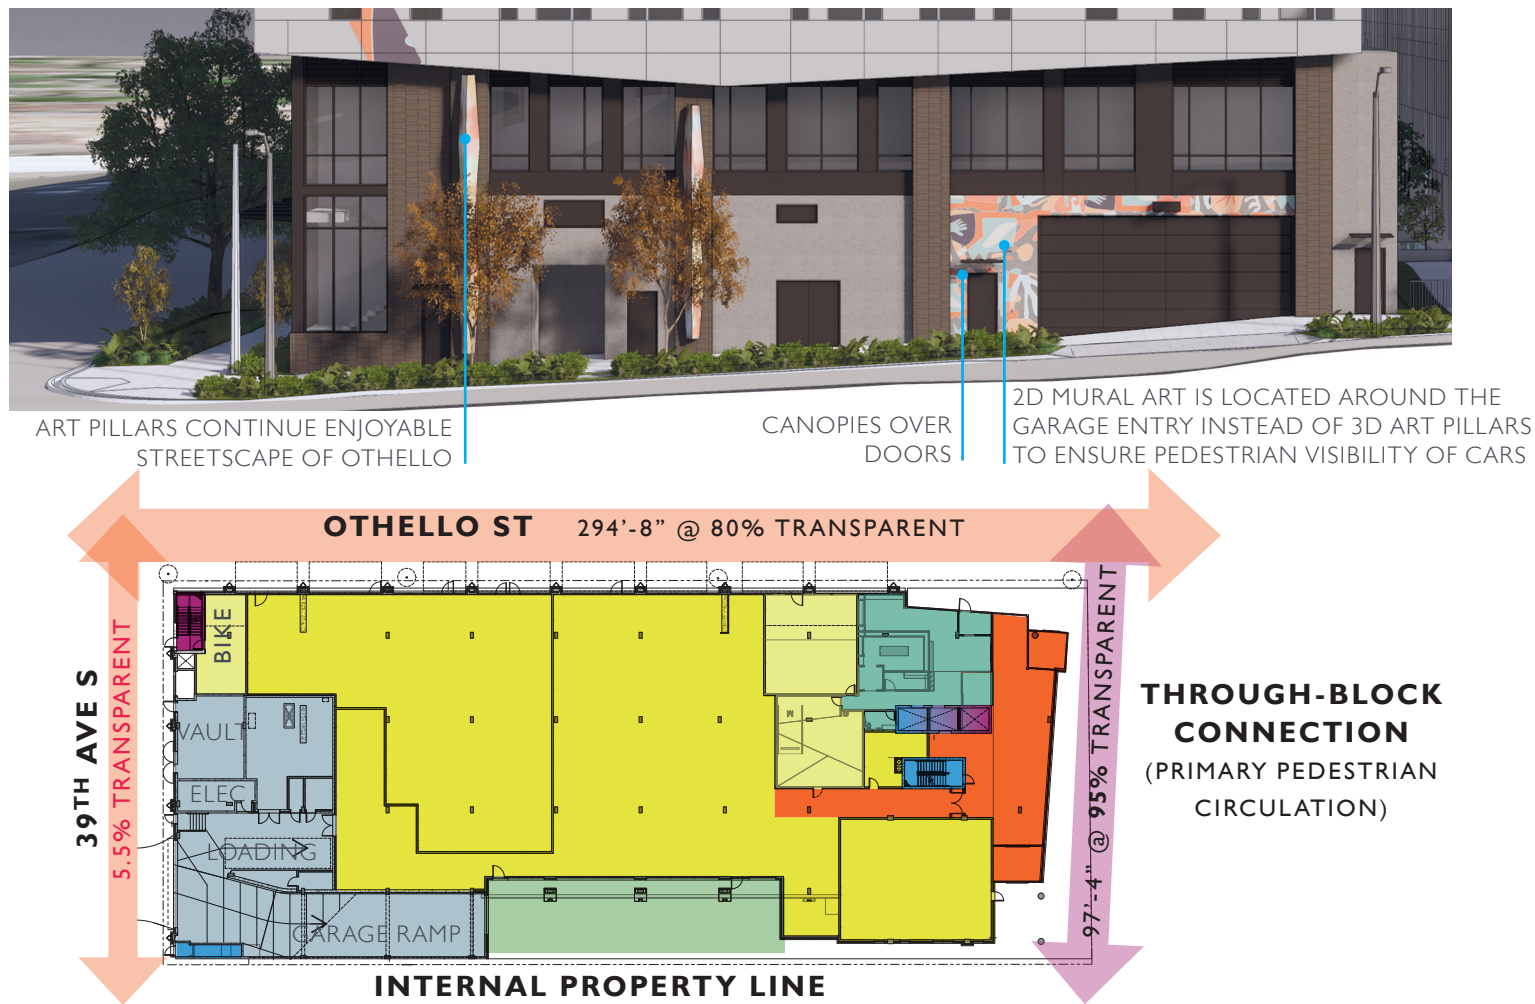 ART PILLARS CONTINUE ENJOYABLE
STREETSCAPE OF OTHELLO
CANOPIES OVER
DOORS
2D MURAL ART IS LOCATED AROUND THE
GARAGE ENTRY INSTEAD OF 3D ART PILLARS
TO ENSURE PEDESTRIAN VISIBILITY OF CARS
OTHELLO ST 294'-8” @ 80% TRANSPARENT
39TH AVE S
5.5% TRANSPARENT
BIKE
VAULT
ELEC
LOADING
GARAGE RAMP
M
97'-4” @ 95% TRANSPARENT
THROUGH-BLOCK
CONNECTION
(PRIMARY PEDESTRIAN
CIRCULATION)
INTERNAL PROPERTY LINE